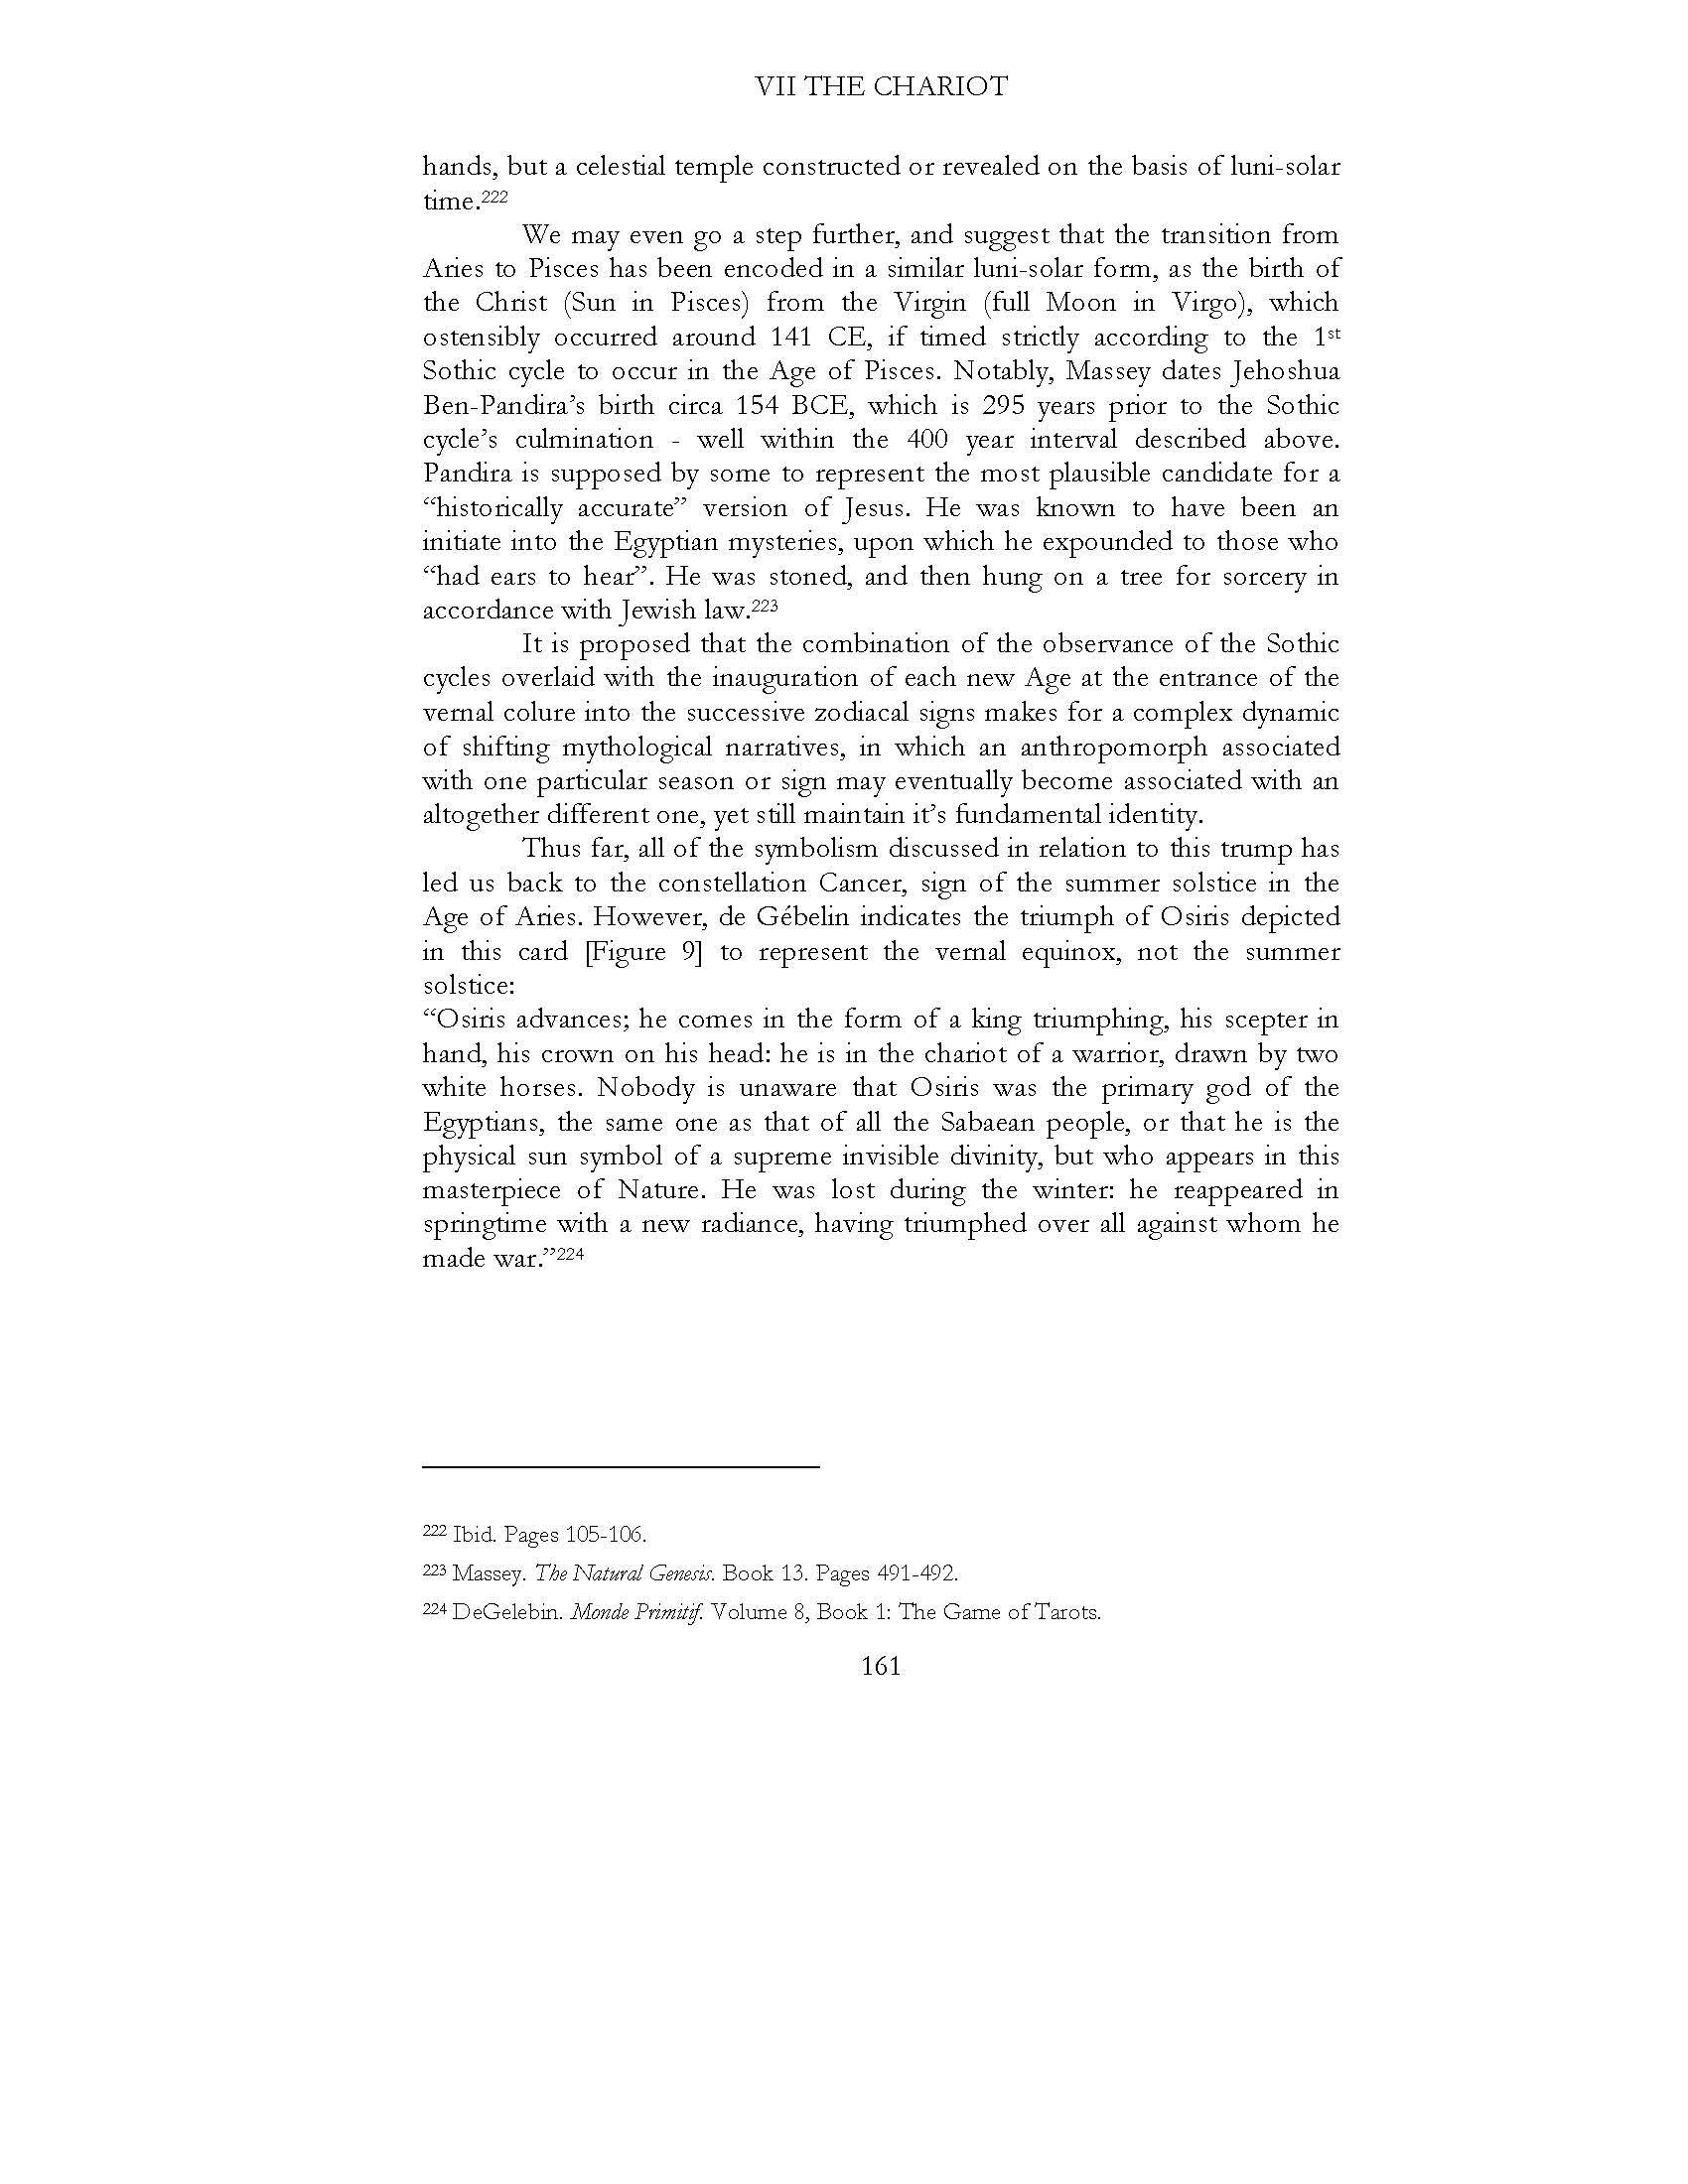 VII THE CHARIOT
hands, but a celestial temple constructed or revealed on the basis of luni-solar
time.222
We may even go a step further, and suggest that the transition from
Aries to Pisces has been encoded in a similar luni-solar form, as the birth of
the Christ (Sun in Pisces) from the Virgin (full Moon in Virgo), which
ostensibly occurred around 141 CE, if timed strictly according to the 1st
Sothic cycle to occur in the Age of Pisces. Notably, Massey dates Jehoshua
Ben-Pandira’s birth circa 154 BCE, which is 295 years prior to the Sothic
cycle’s culmination - well within the 400 year interval described above.
Pandira is supposed by some to represent the most plausible candidate for a
“historically accurate” version of Jesus. He was known to have been an
initiate into the Egyptian mysteries, upon which he expounded to those who
“had ears to hear”. He was stoned, and then hung on a tree for sorcery in
accordance with Jewish law.223
It is proposed that the combination of the observance of the Sothic
cycles overlaid with the inauguration of each new Age at the entrance of the
vernal colure into the successive zodiacal signs makes for a complex dynamic
of shifting mythological narratives, in which an anthropomorph associated
with one particular season or sign may eventually become associated with an
altogether different one, yet still maintain it’s fundamental identity.
Thus far, all of the symbolism discussed in relation to this trump has
led us back to the constellation Cancer, sign of the summer solstice in the
Age of Aries. However, de Gébelin indicates the triumph of Osiris depicted
in this card [Figure 9] to represent the vernal equinox, not the summer
solstice:
“Osiris advances; he comes in the form of a king triumphing, his scepter in
hand, his crown on his head: he is in the chariot of a warrior, drawn by two
white horses. Nobody is unaware that Osiris was the primary god of the
Egyptians, the same one as that of all the Sabaean people, or that he is the
physical sun symbol of a supreme invisible divinity, but who appears in this
masterpiece of Nature. He was lost during the winter: he reappeared in
springtime with a new radiance, having triumphed over all against whom he
made war.”224
222 Ibid. Pages 105-106.
223 Massey. The Natural Genesis. Book 13. Pages 491-492.
224 DeGelebin. Monde Primitif. Volume 8, Book 1: The Game of Tarots.
161